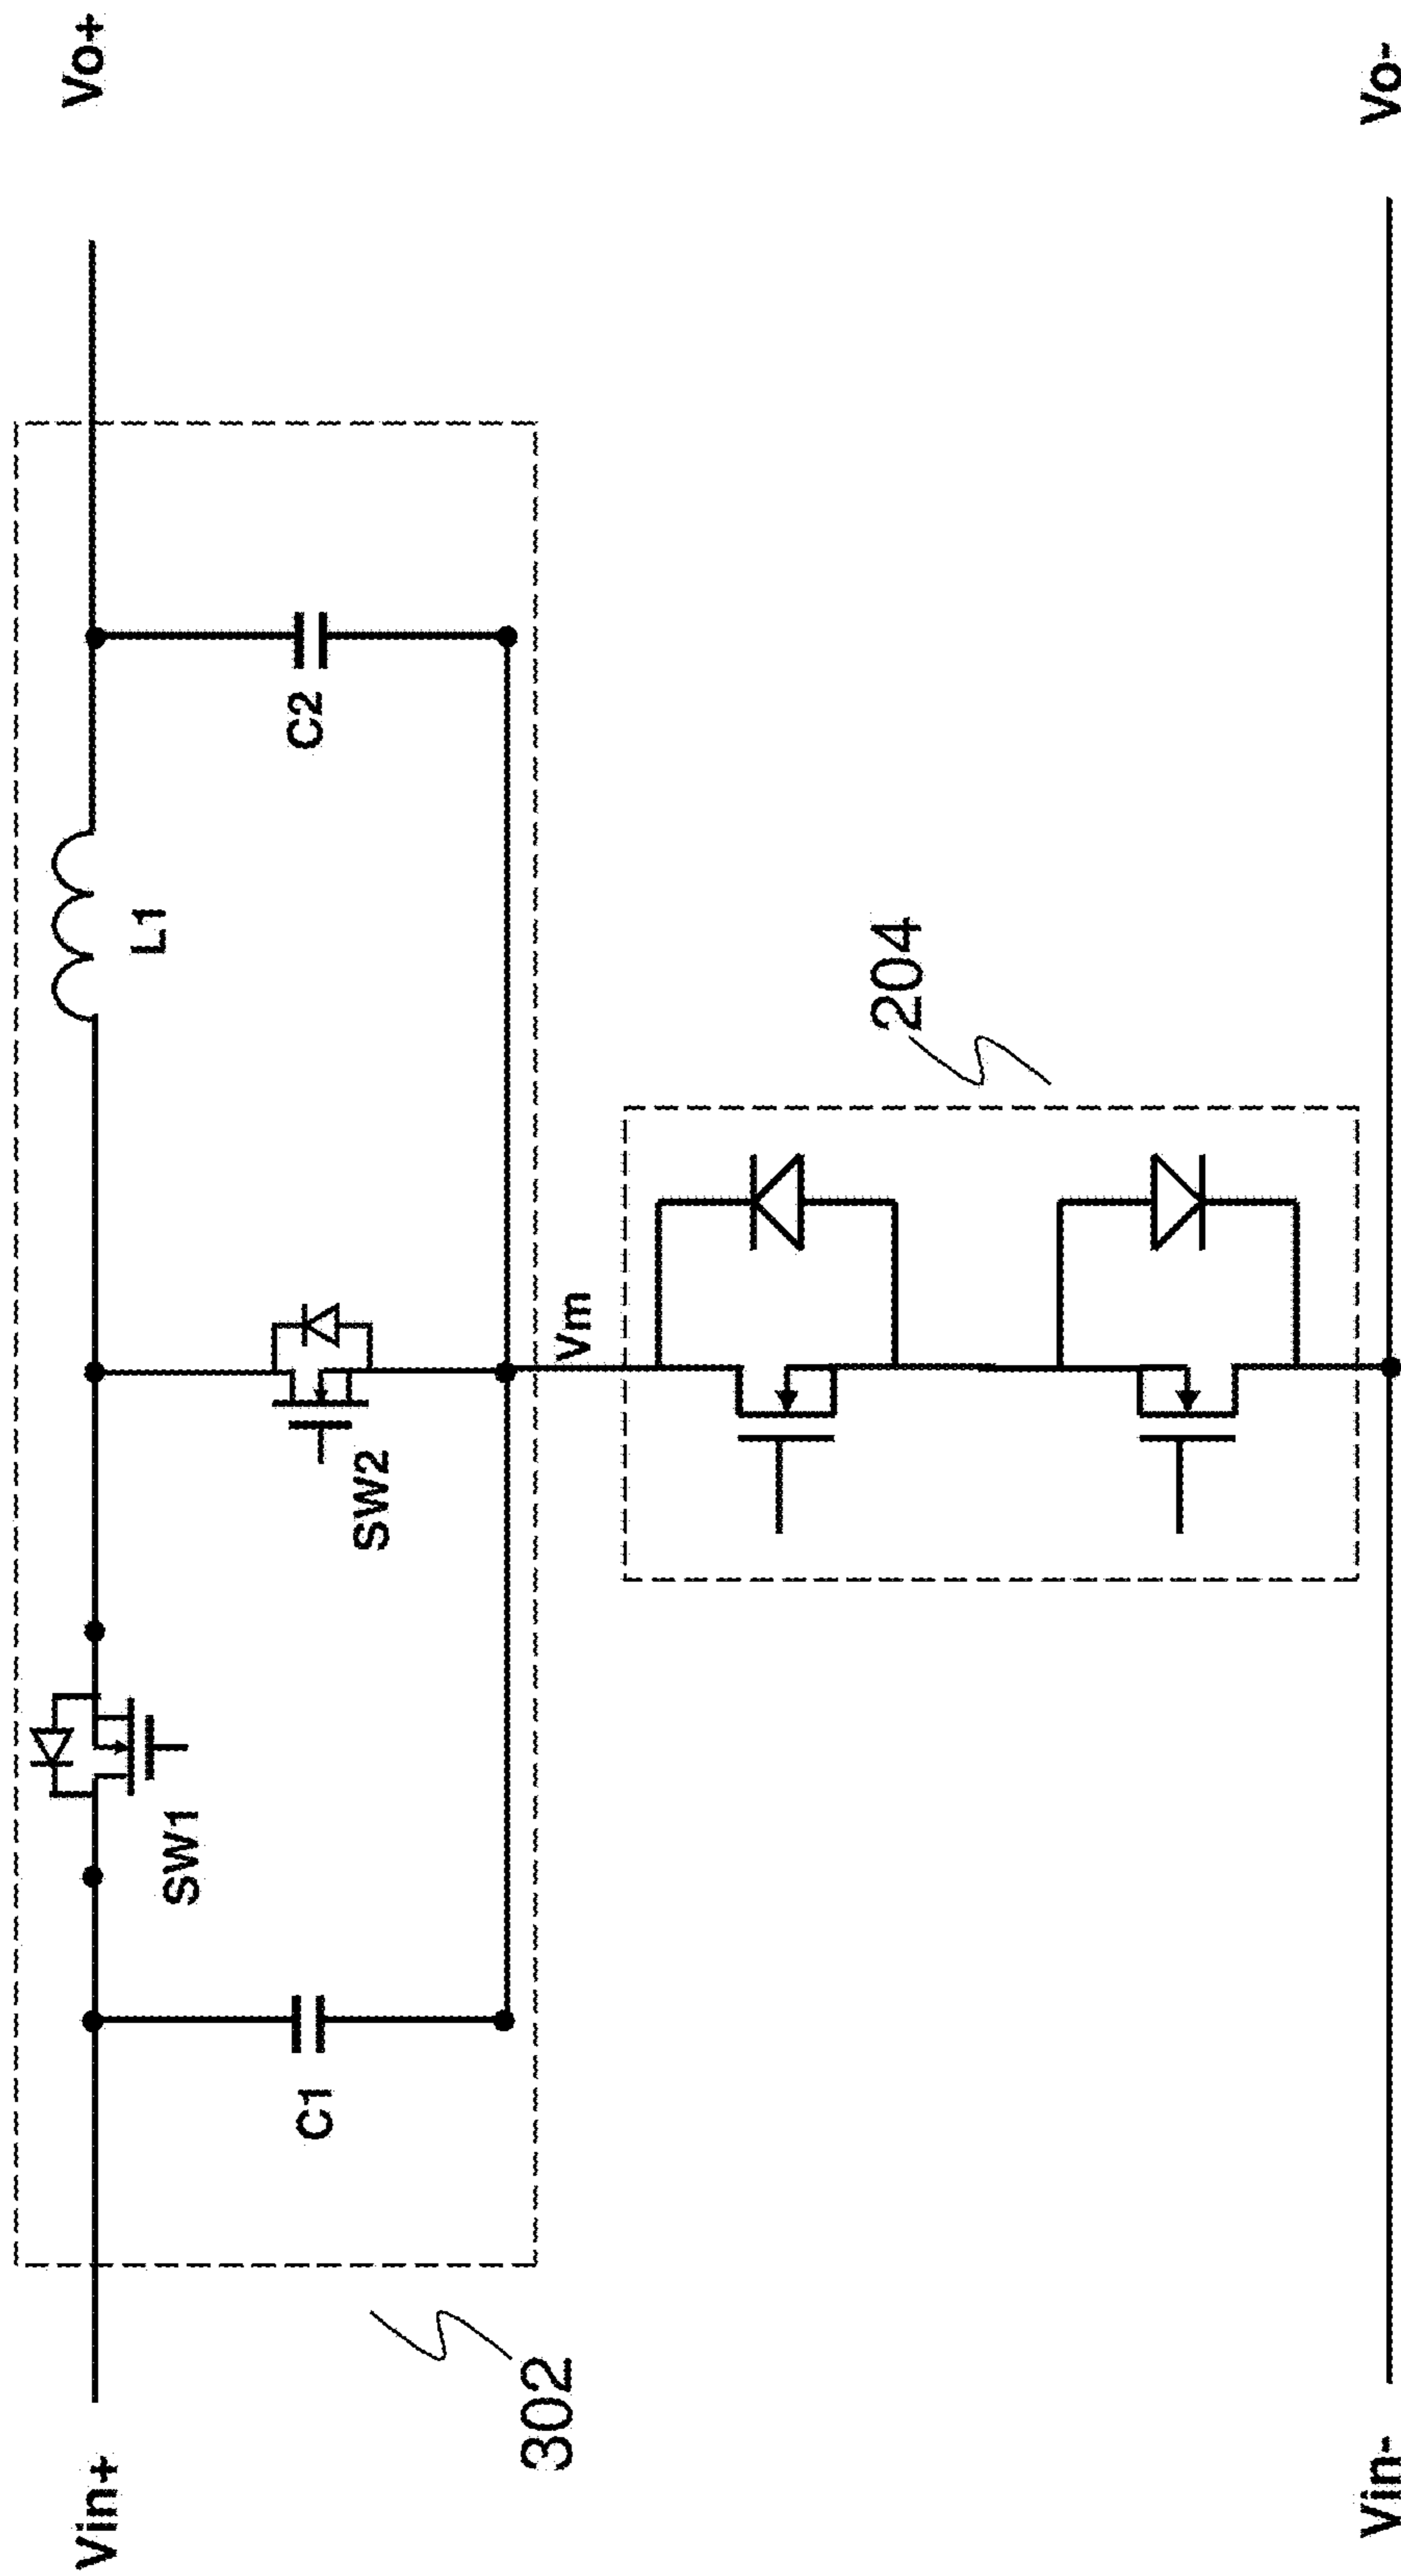 Vin+
Vo+
SW1
L1
C1
SW2
C2
302
Vm
204
Vin-
Vo-